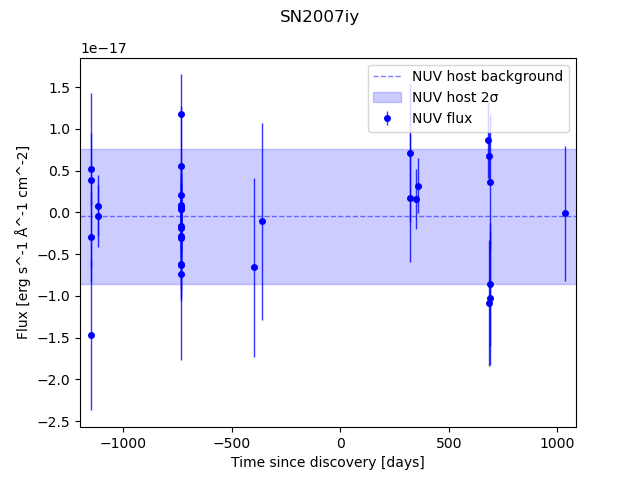 SN2007iy
1e−17
NUV host background
NUV host 2σ
NUV flux
1.5
1.0
0.5
0.0
−0.5
−1.0
−1.5
−2.0
−2.5
Flux [erg s^-1 Å^-1 cm^-2]
−1000
−500
0
500
1000
Time since discovery [days]